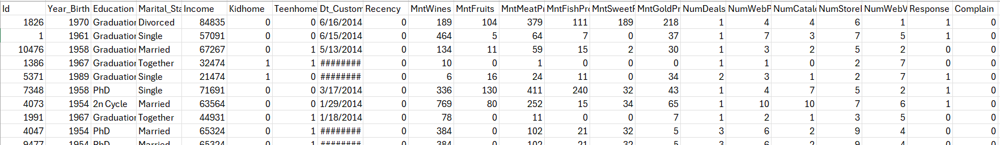 Id Year_Birth Education Marital_Sta Income Kidhome Teenhome Dt_Custom Recency MntWines MntFruits MntMeatPr MntFishPro MntSweetF MntGoldPr NumDeals NumWebP NumCatal NumStoreI NumWebV Response Complain
1826 1970 Graduation Divorced 84835 0 0 6/16/2014 0 189 104 379 111 189 218 1 4 4 6 1 1 0
1 1961 Graduation Single 57091 0 0 6/15/2014 0 464 5 64 7 0 37 1 7 3 7 5 1 0
10476 1958 Graduation Married 67267 0 1 5/13/2014 0 134 11 59 15 2 30 1 3 2 5 2 0 0
1386 1967 Graduation Together 32474 1 1 ######## 0 10 0 1 0 0 0 1 1 0 2 7 0 0
5371 1989 Graduation Single 21474 1 0 ######## 0 6 16 24 11 0 34 2 3 1 2 7 1 0
7348 1958 PhD Single 71691 0 0 3/17/2014 0 336 130 411 240 32 43 1 4 7 5 2 1 0
4073 1954 2n Cycle Married 63564 0 0 1/29/2014 0 769 80 252 15 34 65 1 10 10 7 6 1 0
1991 1967 Graduation Together 44931 0 1 1/18/2014 0 78 0 11 0 0 7 1 2 1 3 5 0 0
4047 1954 PhD Married 65324 0 1 ######## 0 384 0 102 21 32 5 3 6 2 9 4 0 0
9477 1954 PhD Married 65324 0 1 ######## 0 384 0 102 21 32 5 3 6 2 9 4 0 0